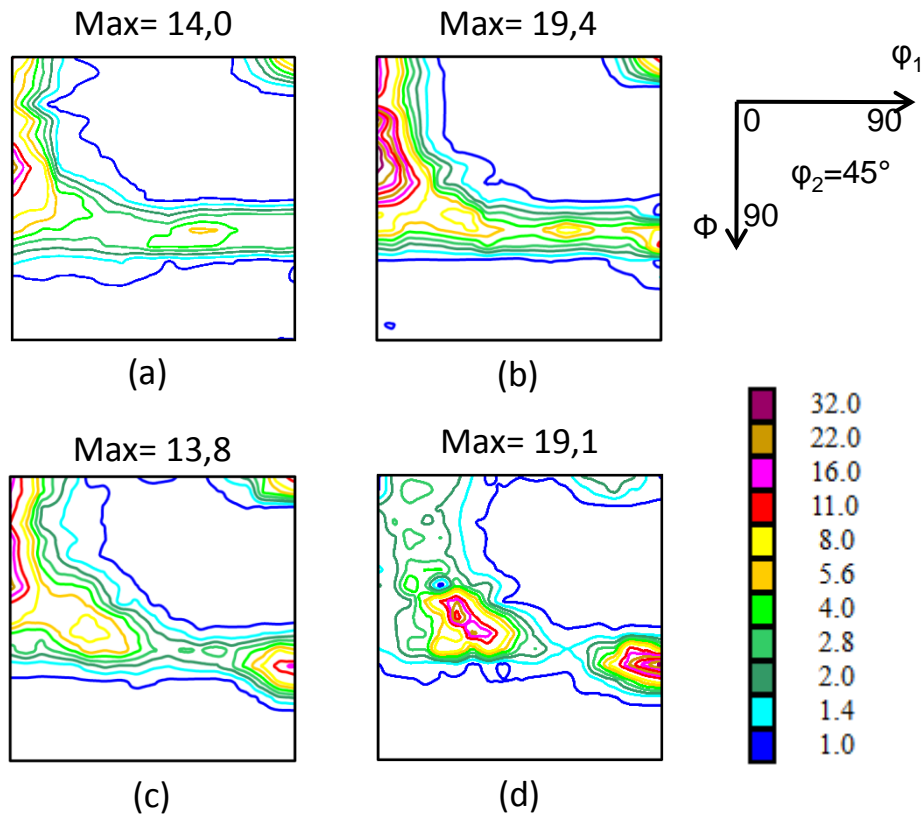 Max= 14,0
Max= 19,4
φ1
0
90
φ2=45°
Φ
90
(a)
(b)
Max= 13,8
Max= 19,1
32.0
22.0
16.0
11.0
8.0
5.6
4.0
2.8
2.0
1.4
1.0
(c)
(d)